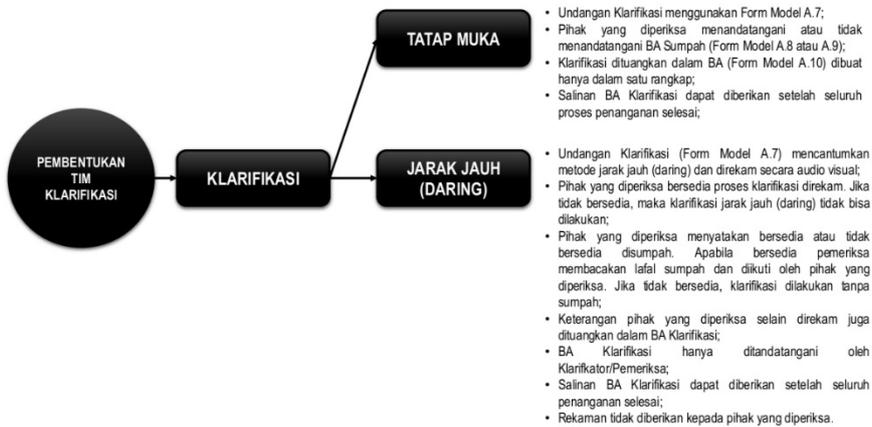 PEMBENTUKAN
TIM
KLARIFIKASI
KLARIFIKASI
TATAP MUKA
• Undangan Klarifikasi menggunakan Form Model A.7;
• Pihak yang diperiksa menandatangani atau tidak
menandatangani BA Sumpah (Form Model A.8 atau A.9);
• Klarifikasi dituangkan dalam BA (Form Model A.10) dibuat
hanya dalam satu rangkap;
• Salinan BA Klarifikasi dapat diberikan setelah seluruh
proses penanganan selesai;
JARAK JAUH
(DARING)
• Undangan Klarifikasi (Form Model A.7) mencantumkan
metode jarak jauh (daring) dan direkam secara audio visual;
• Pihak yang diperiksa bersedia proses klarifikasi direkam. Jika
tidak bersedia, maka klarifikasi jarak jauh (daring) tidak bisa
dilakukan;
• Pihak yang diperiksa menyatakan bersedia atau tidak
bersedia disumpah. Apabila bersedia pemeriksa
membacakan lafal sumpah dan diikuti oleh pihak yang
diperiksa. Jika tidak bersedia, klarifikasi dilakukan tanpa
sumpah;
• Keterangan pihak yang diperiksa selain direkam juga
dituangkan dalam BA Klarifikasi;
• BA Klarifikasi hanya ditandatangani oleh
Klarifkator/Pemeriksa;
• Salinan BA Klarifikasi dapat diberikan setelah seluruh
penanganan selesai;
• Rekaman tidak diberikan kepada pihak yang diperiksa.